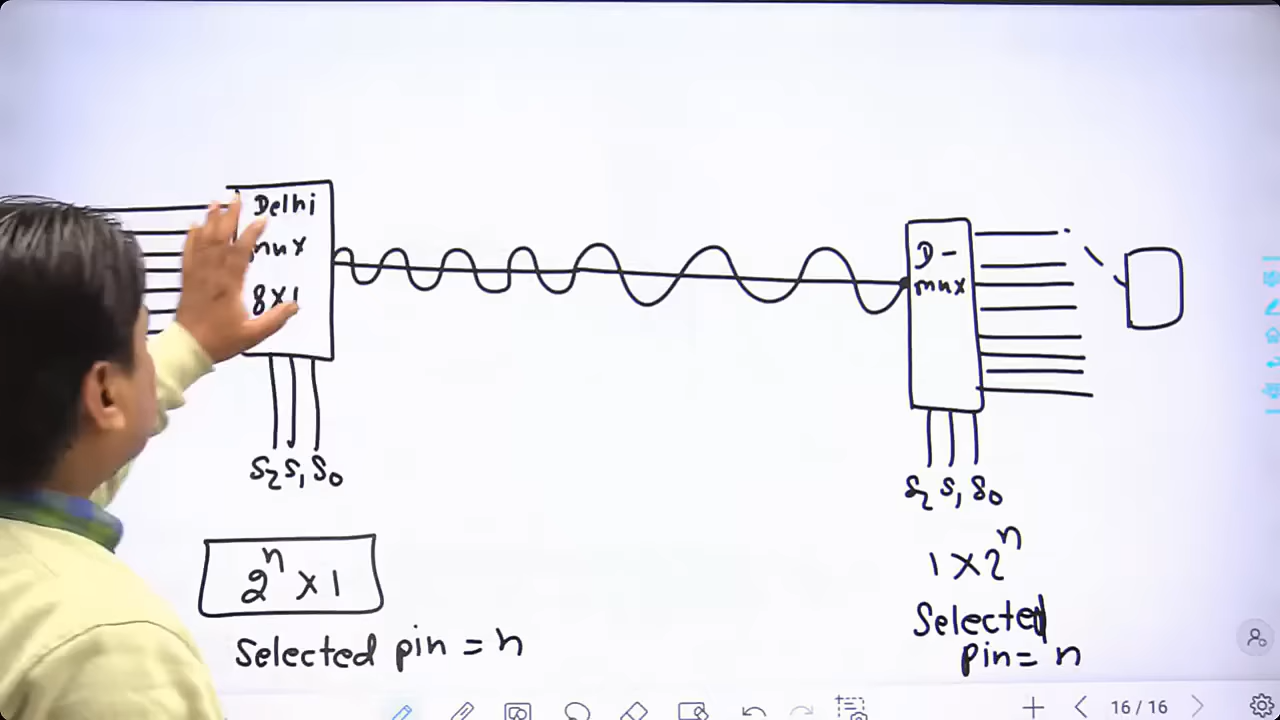 Delhi
mux
8x1
S2 S1 S0
2^n x 1
Selected pin = n
D-
mux
S2 S1 S0
1 x 2^n
Selected
pin = n
16 / 16